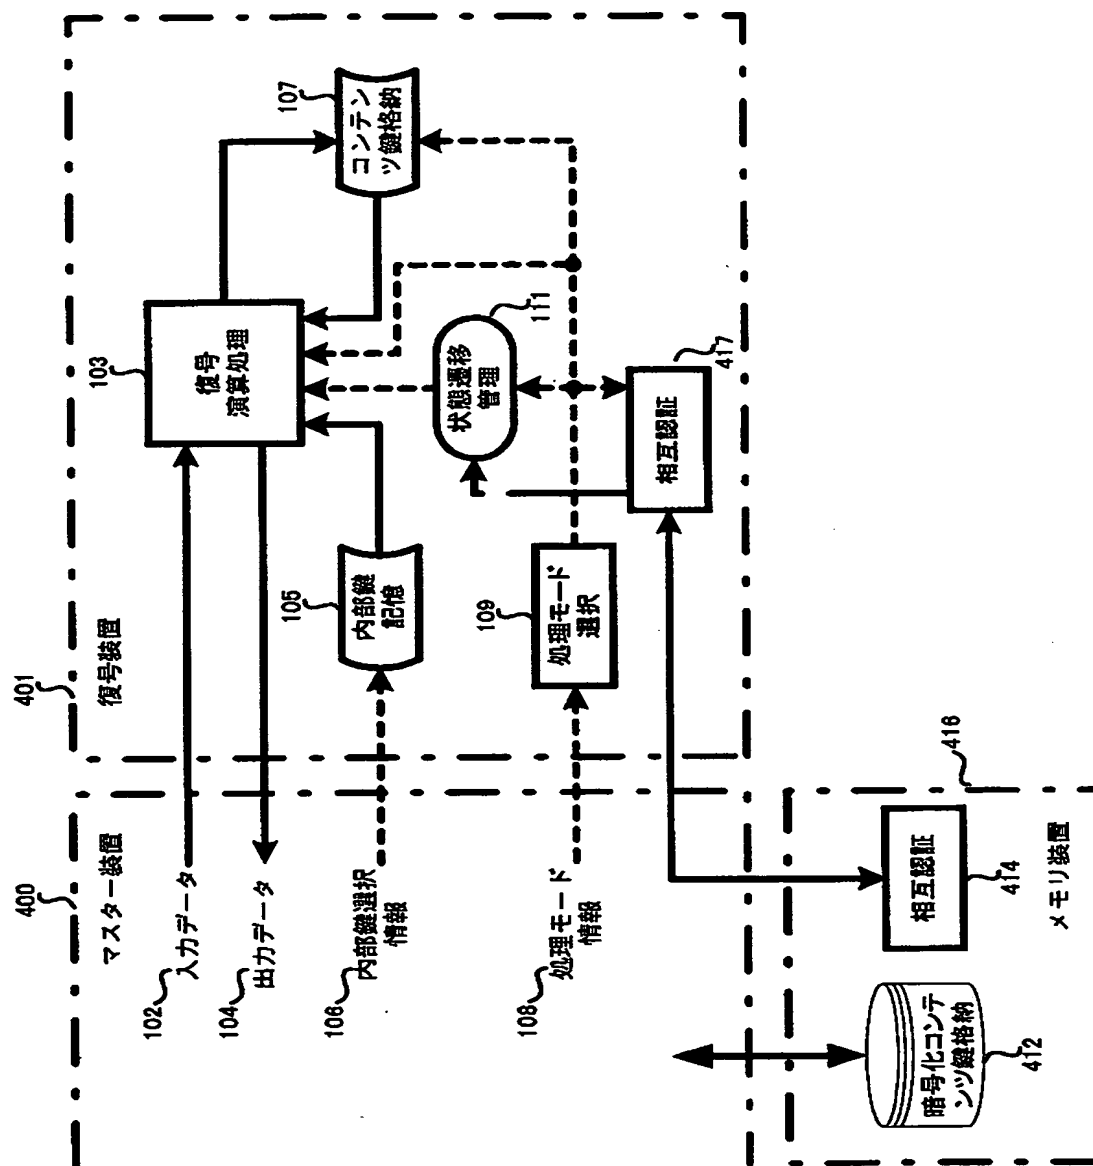 400
マスター装置
102
入力データ
104
出力データ
106
内部鍵選択
情報
108
処理モード
情報
401
復号装置
103
復号
演算処理
107
コンテン
ツ鍵格納
105
内部鍵
記憶
111
状態遷移
管理
109
処理モード
選択
417
相互認証
416
メモリ装置
相互認証
414
暗号化コンテ
ンツ鍵格納
412